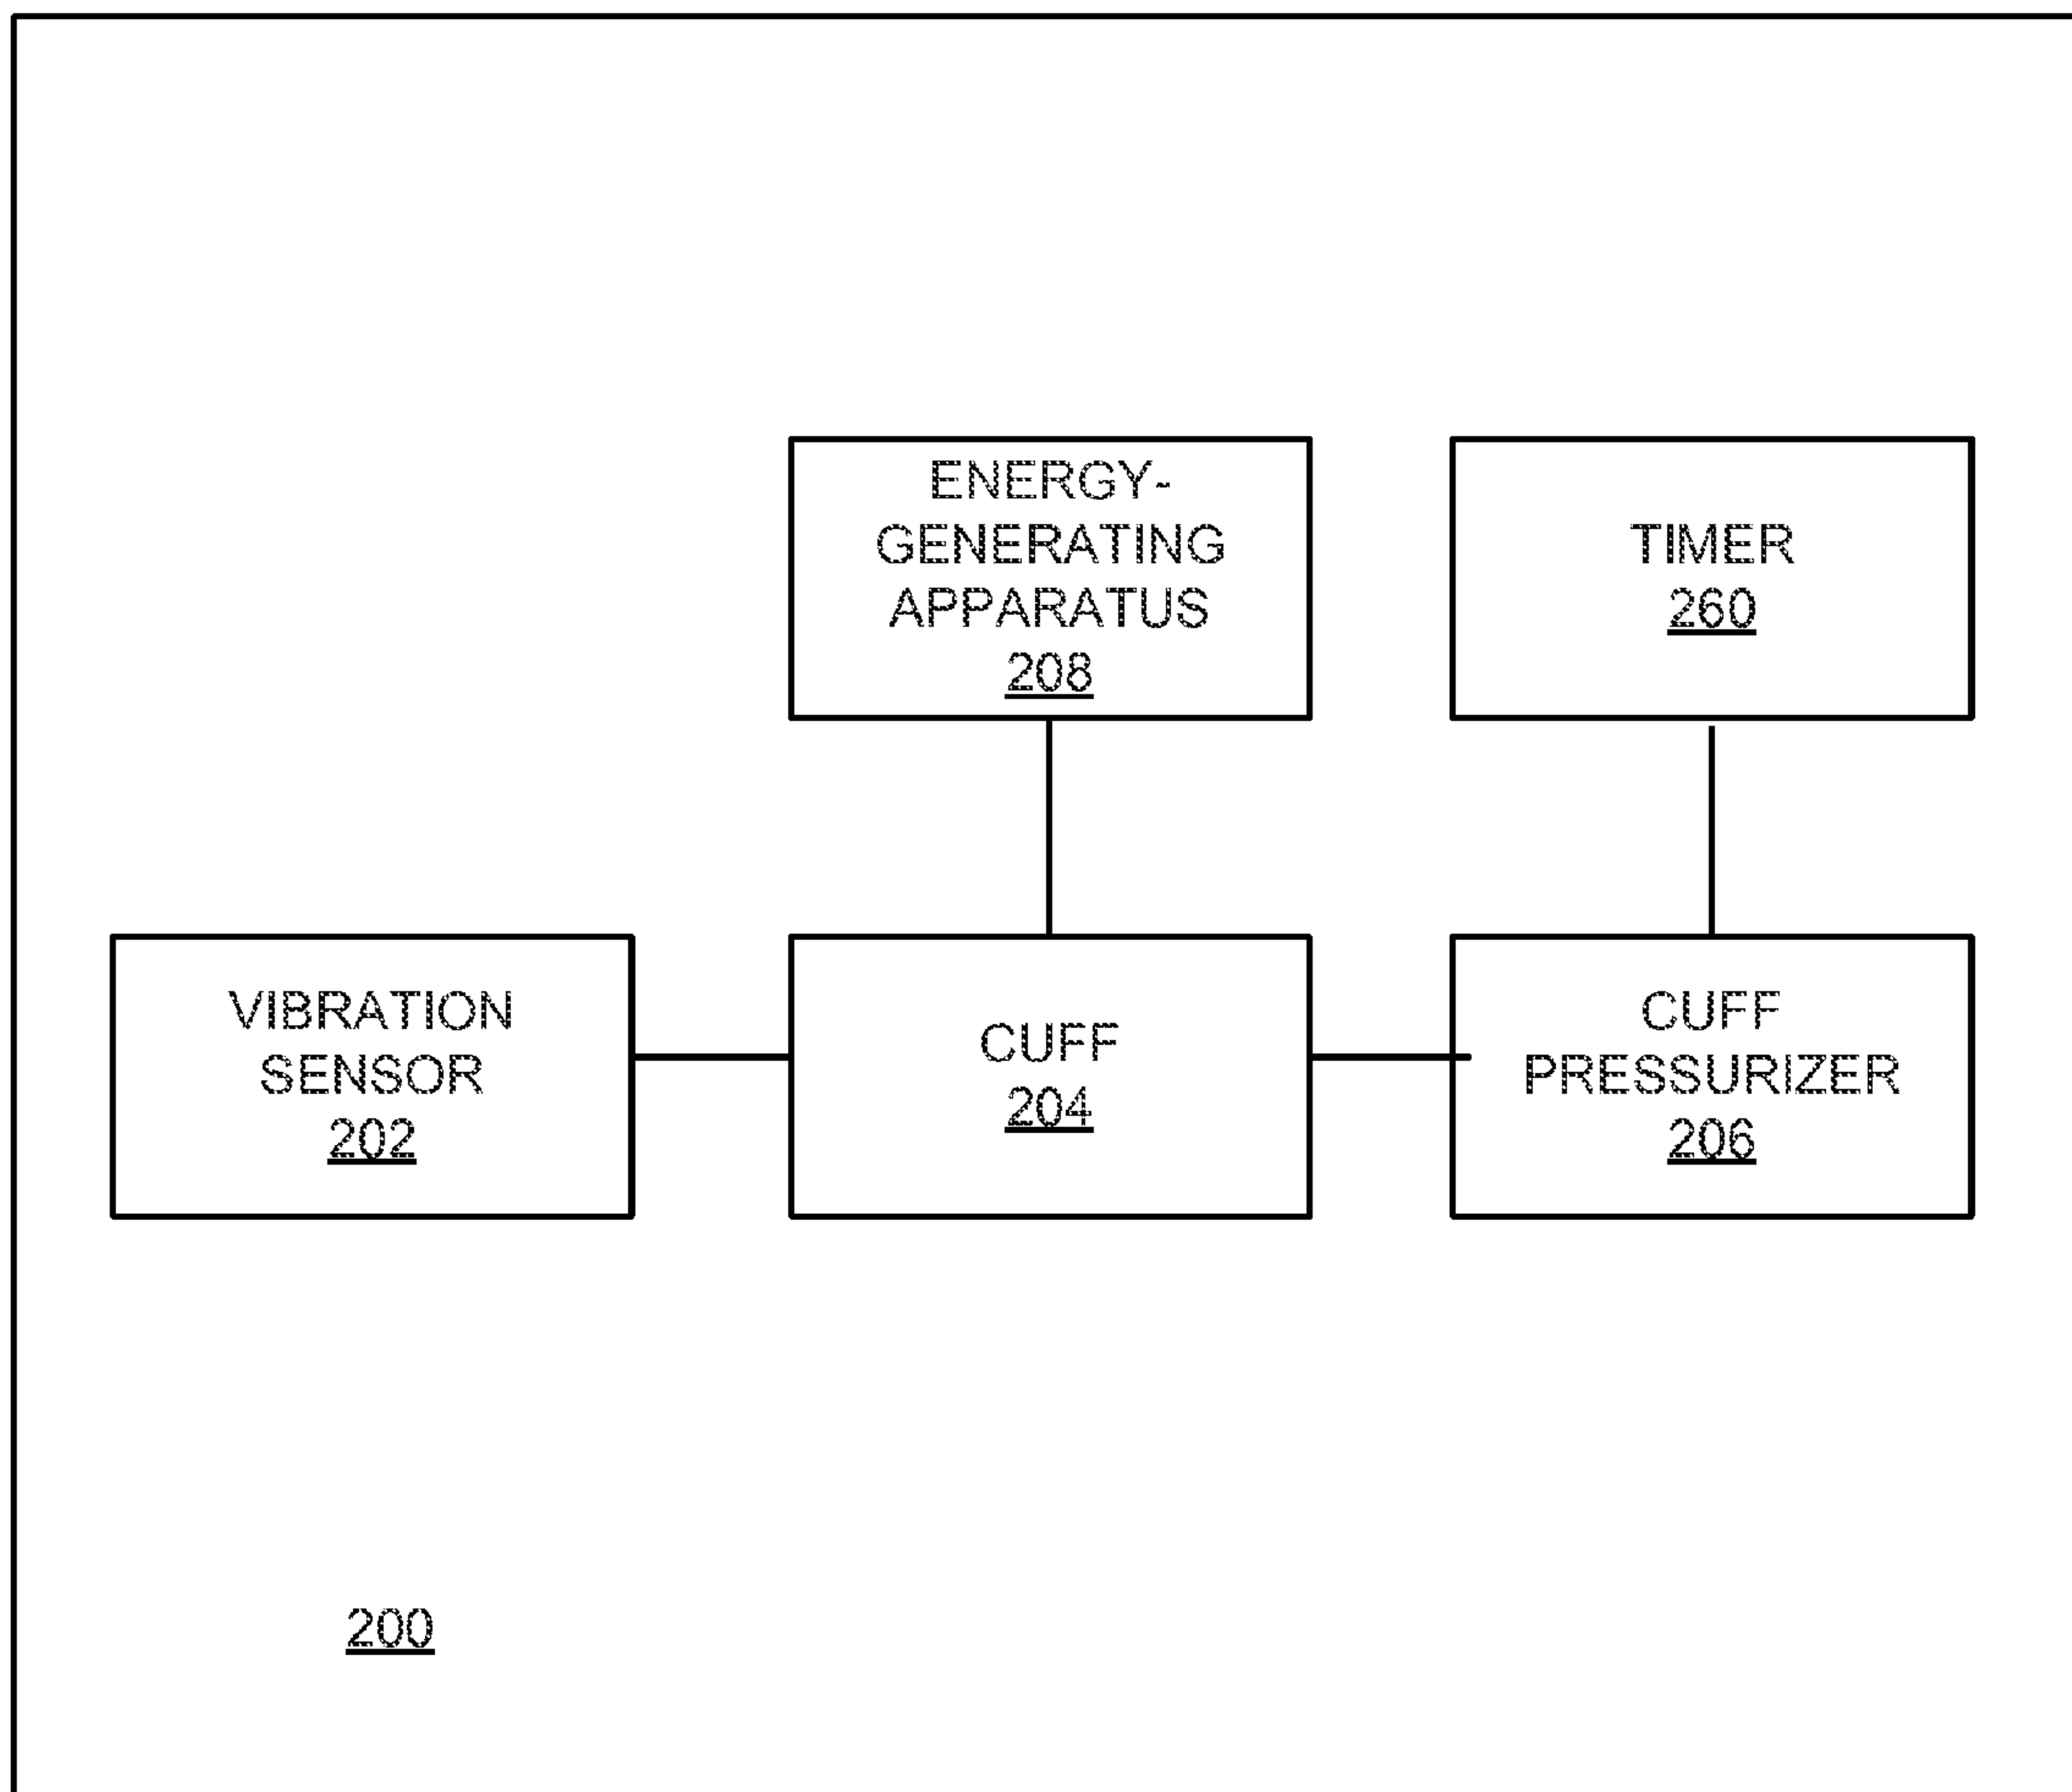 ENERGY-
GENERATING
APPARATUS
208
TIMER
260
VIBRATION
SENSOR
202
CUFF
204
CUFF
PRESSURIZER
206
200